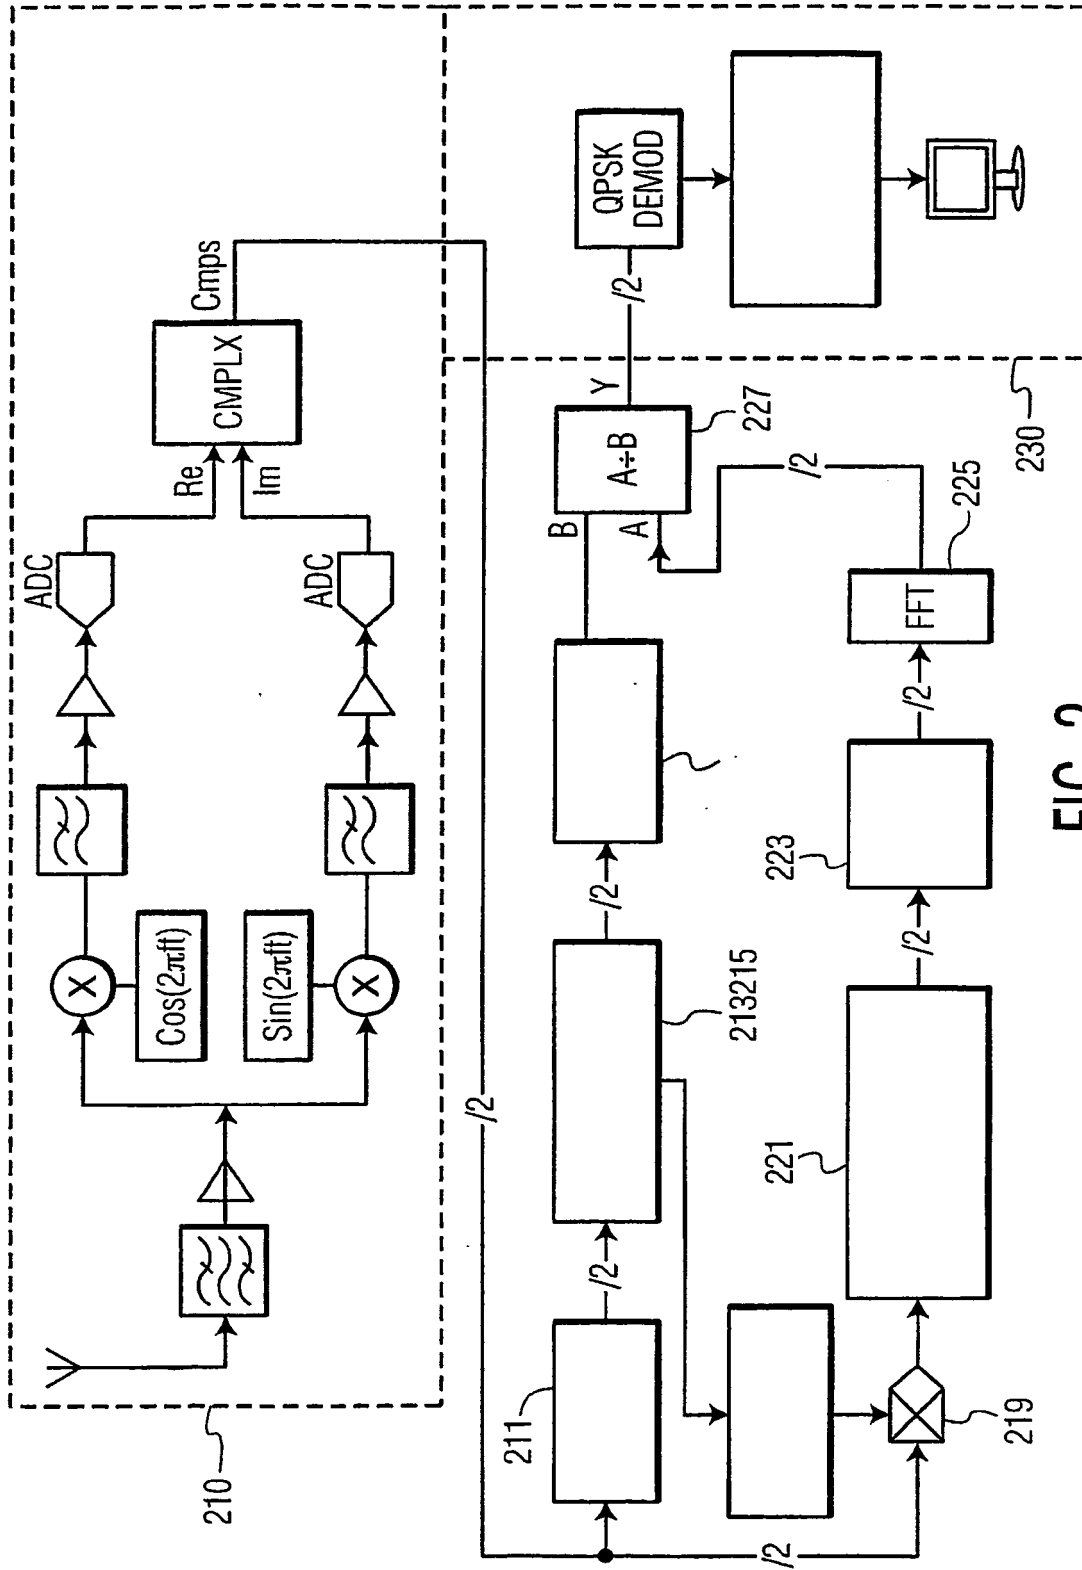 210
ADC
ADC
X
X
Cos(2πft)
Sin(2πft)
Re
Im
CMPLX
Cmps
/2
211
/2
213215
/2
B
A
A÷B
227
Y
/2
QPSK
DEMOD
/2
219
221
/2
223
/2
FFT
225
/2
230
FIG. 2